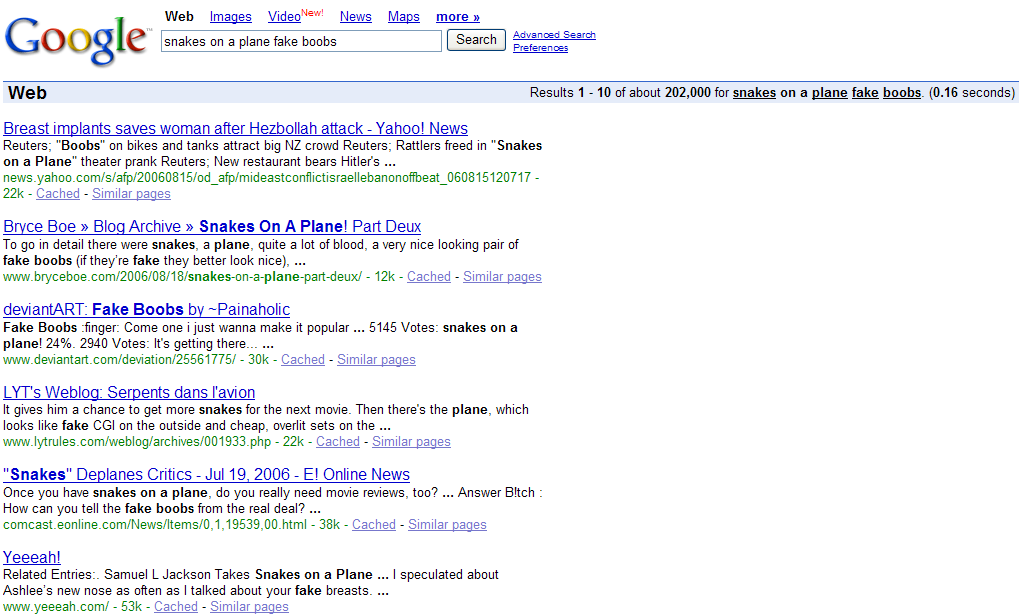 Web Images Video New! News Maps more »
Google™ snakes on a plane fake boobs Search Advanced Search
Preferences
Web Results 1 - 10 of about 202,000 for snakes on a plane fake boobs. (0.16 seconds)
Breast implants saves woman after Hezbollah attack - Yahoo! News
Reuters; "Boobs" on bikes and tanks attract big NZ crowd Reuters; Rattlers freed in "Snakes
on a Plane" theater prank Reuters; New restaurant bears Hitler's ...
news.yahoo.com/s/afp/20060815/od_afp/mideastconflictisraellebanonoffbeat_060815120717 -
22k - Cached - Similar pages
Bryce Boe » Blog Archive » Snakes On A Plane! Part Deux
To go in detail there were snakes, a plane, quite a lot of blood, a very nice looking pair of
fake boobs (if they're fake they better look nice), ...
www.bryceboe.com/2006/08/18/snakes-on-a-plane-part-deux/ - 12k - Cached - Similar pages
deviantART: Fake Boobs by ~Painaholic
Fake Boobs :finger: Come one i just wanna make it popular ... 5145 Votes: snakes on a
plane! 24%. 2940 Votes: It's getting there... ...
www.deviantart.com/deviation/25561775/ - 30k - Cached - Similar pages
LYT's Weblog: Serpents dans l'avion
It gives him a chance to get more snakes for the next movie. Then there's the plane, which
looks like fake CGI on the outside and cheap, overlit sets on the ...
www.lytrules.com/weblog/archives/001933.php - 22k - Cached - Similar pages
"Snakes" Deplanes Critics - Jul 19, 2006 - E! Online News
Once you have snakes on a plane, do you really need movie reviews, too? ... Answer B!tch :
How can you tell the fake boobs from the real deal? ...
comcast.eonline.com/News/Items/0,1,19539,00.html - 38k - Cached - Similar pages
Yeeeah!
Related Entries:. Samuel L Jackson Takes Snakes on a Plane ... I speculated about
Ashlee's new nose as often as I talked about your fake breasts. ...
www.yeeeah.com/ - 53k - Cached - Similar pages